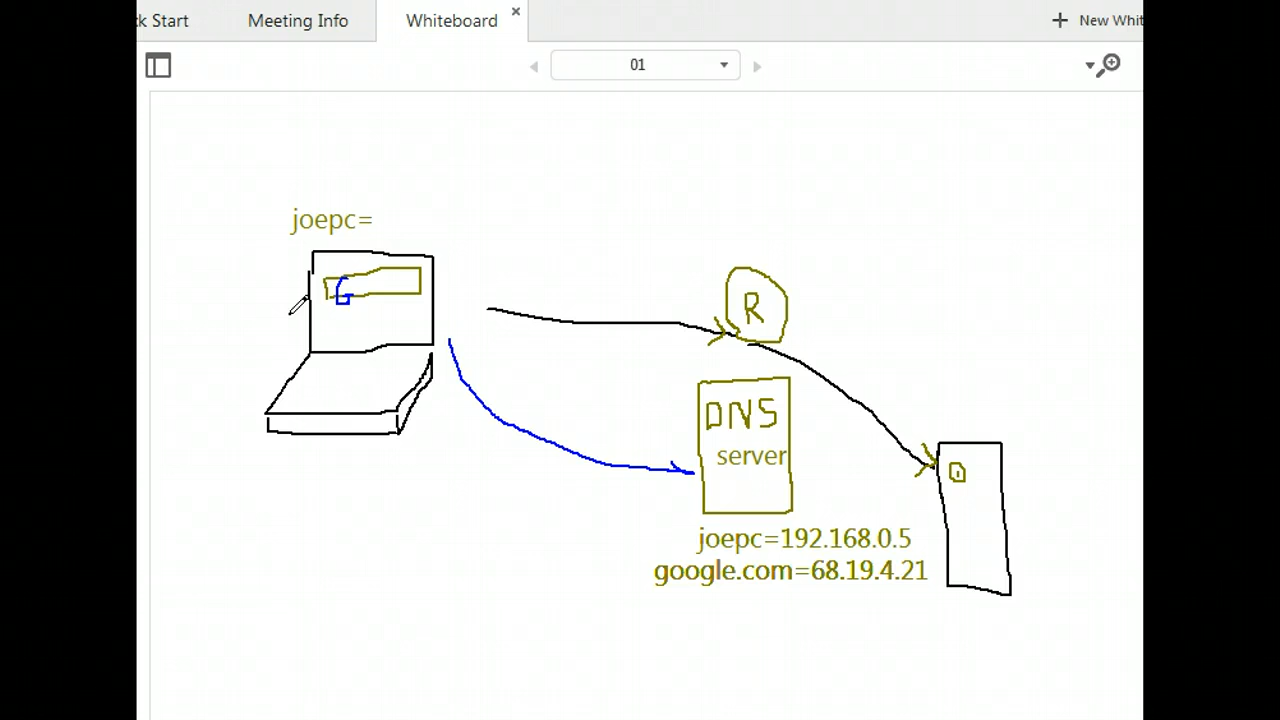 ck Start Meeting Info Whiteboard × + New Whit
01
joepc=
G
R
DNS
server
joepc=192.168.0.5
google.com=68.19.4.21